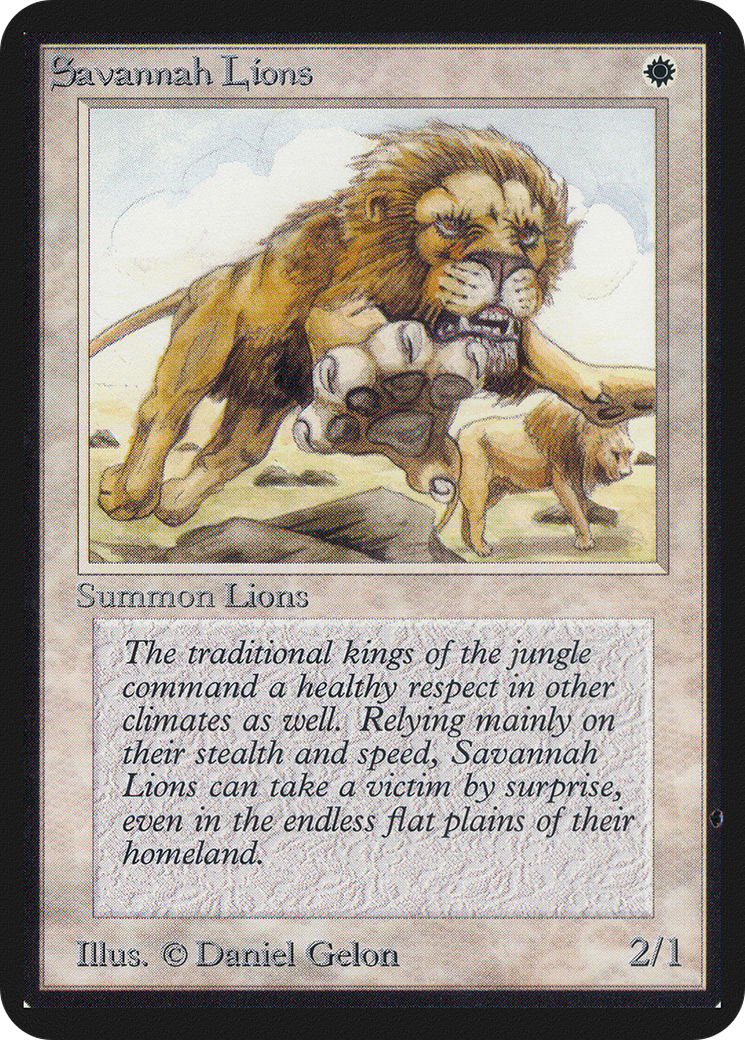 Savannah Lions
Summon Lions
The traditional kings of the jungle
command a healthy respect in other
climates as well. Relying mainly on
their stealth and speed, Savannah
Lions can take a victim by surprise,
even in the endless flat plains of their
homeland.
Illus. © Daniel Gelon
2/1